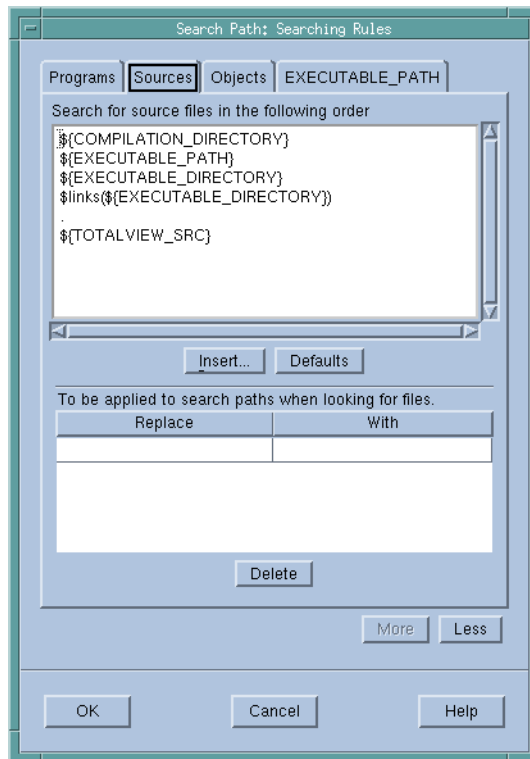 Search Path: Searching Rules
Programs Sources Objects EXECUTABLE_PATH
Search for source files in the following order
${COMPILATION_DIRECTORY}
${EXECUTABLE_PATH}
${EXECUTABLE_DIRECTORY}
$links(${EXECUTABLE_DIRECTORY})
.
${TOTALVIEW_SRC}
Insert... Defaults
To be applied to search paths when looking for files.
Replace With
Delete
More Less
OK Cancel Help